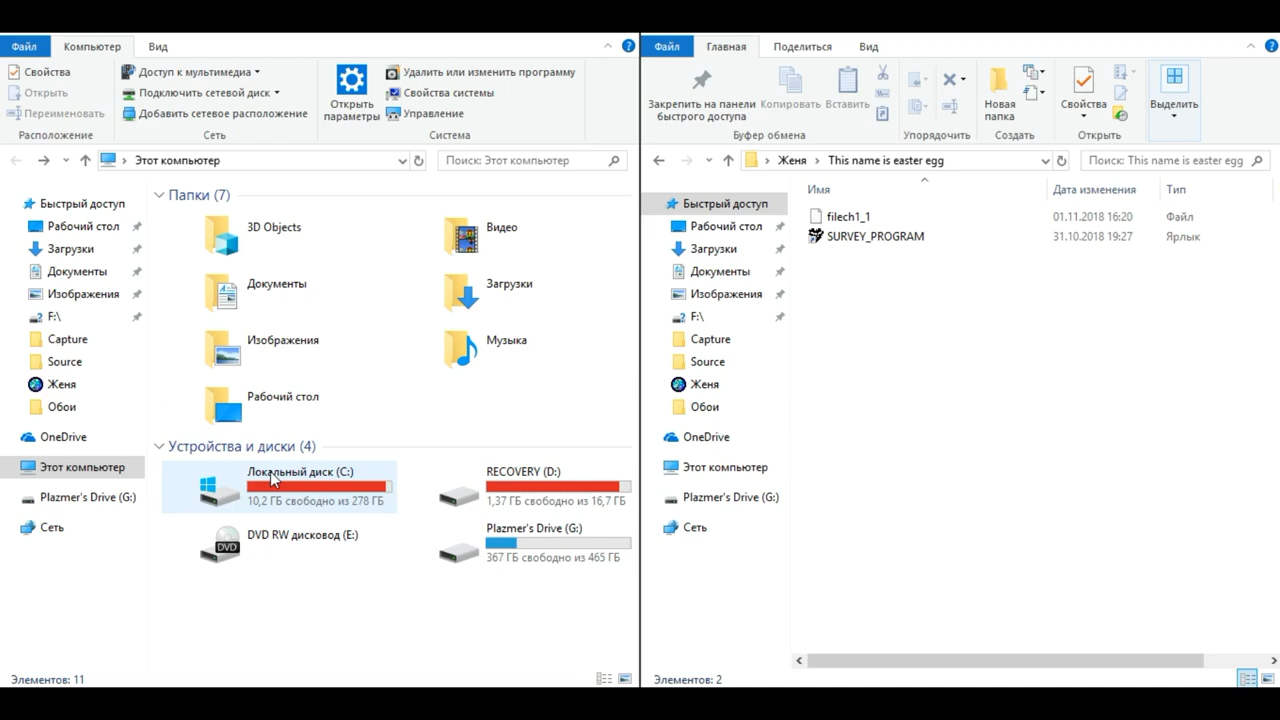 Файл
Компьютер
Вид
Свойства
Открыть
Переименовать
Расположение
Доступ к мультимедиа
Подключить сетевой диск
Добавить сетевое расположение
Сеть
Открыть
параметры
Удалить или изменить программу
Свойства системы
Управление
Система
Этот компьютер
Поиск: Этот компьютер
Быстрый доступ
Рабочий стол
Загрузки
Документы
Изображения
F:\
Capture
Source
Женя
Обои
OneDrive
Этот компьютер
Plazmer's Drive (G:)
Сеть
Папки (7)
3D Objects
Видео
Документы
Загрузки
Изображения
Музыка
Рабочий стол
Устройства и диски (4)
Локальный диск (C:)
10,2 ГБ свободно из 278 ГБ
RECOVERY (D:)
1,37 ГБ свободно из 16,7 ГБ
DVD RW дисковод (E:)
DVD
Plazmer's Drive (G:)
367 ГБ свободно из 465 ГБ
Элементов: 11
Файл
Главная
Поделиться
Вид
Закрепить на панели
быстрого доступа
Копировать
Вставить
Буфер обмена
Упорядочить
Новая
папка
Создать
Свойства
Открыть
Выделить
Женя
This name is easter egg
Поиск: This name is easter egg
Быстрый доступ
Рабочий стол
Загрузки
Документы
Изображения
F:\
Capture
Source
Женя
Обои
OneDrive
Этот компьютер
Plazmer's Drive (G:)
Сеть
Имя
Дата изменения
Тип
filech1_1
01.11.2018 16:20
Файл
SURVEY_PROGRAM
31.10.2018 19:27
Ярлык
Элементов: 2